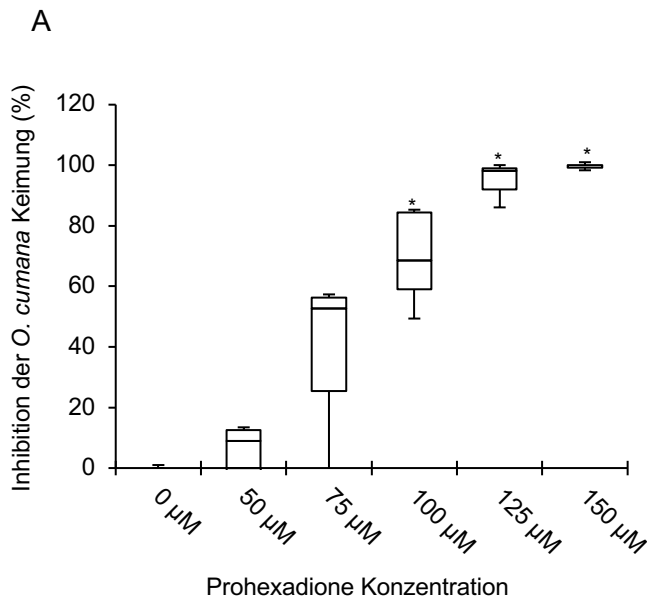 A
Inhibition der O. cumana Keimung (%)
120
100
80
60
40
20
0
*
*
*
0 µM
50 µM
75 µM
100 µM
125 µM
150 µM
Prohexadione Konzentration